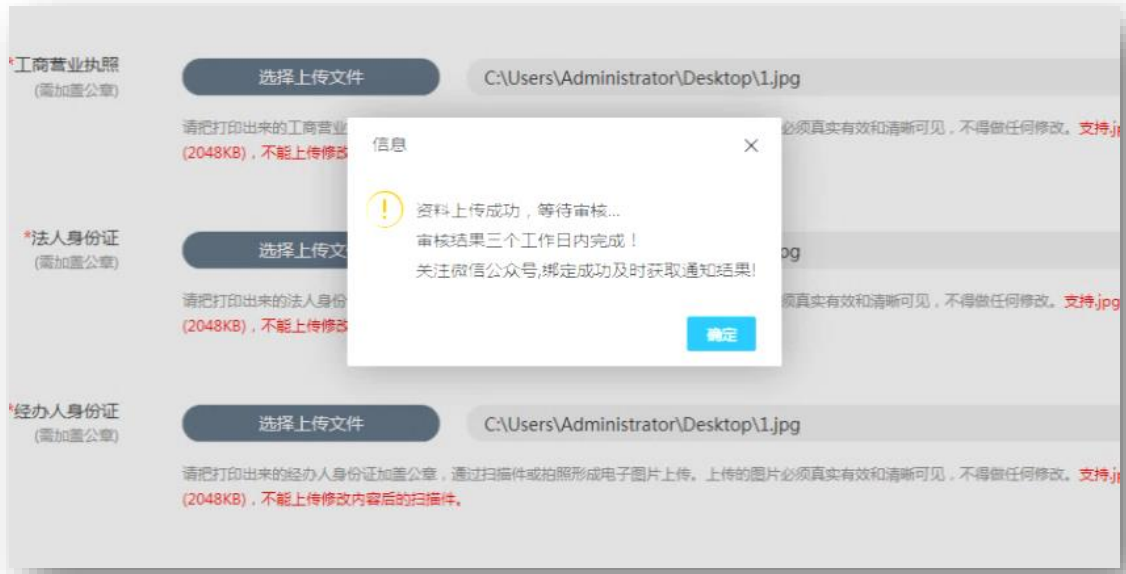 *工商营业执照
(需加盖公章)
选择上传文件
C:\Users\Administrator\Desktop\1.jpg
请把打印出来的工商营业
必须真实有效和清晰可见，不得做任何修改。支持.jp
(2048KB)，不能上传修改
信息
资料上传成功，等待审核...
审核结果三个工作日内完成！
关注微信公众号,绑定成功及时获取通知结果!
确定
*法人身份证
(需加盖公章)
选择上传文
pg
请把打印出来的法人身份
须真实有效和清晰可见，不得做任何修改。支持.jpg
(2048KB)，不能上传修改
*经办人身份证
(需加盖公章)
选择上传文件
C:\Users\Administrator\Desktop\1.jpg
请把打印出来的经办人身份证加盖公章，通过扫描件或拍照形成电子图片上传。上传的图片必须真实有效和清晰可见，不得做任何修改。支持.jp
(2048KB)，不能上传修改内容后的扫描件。